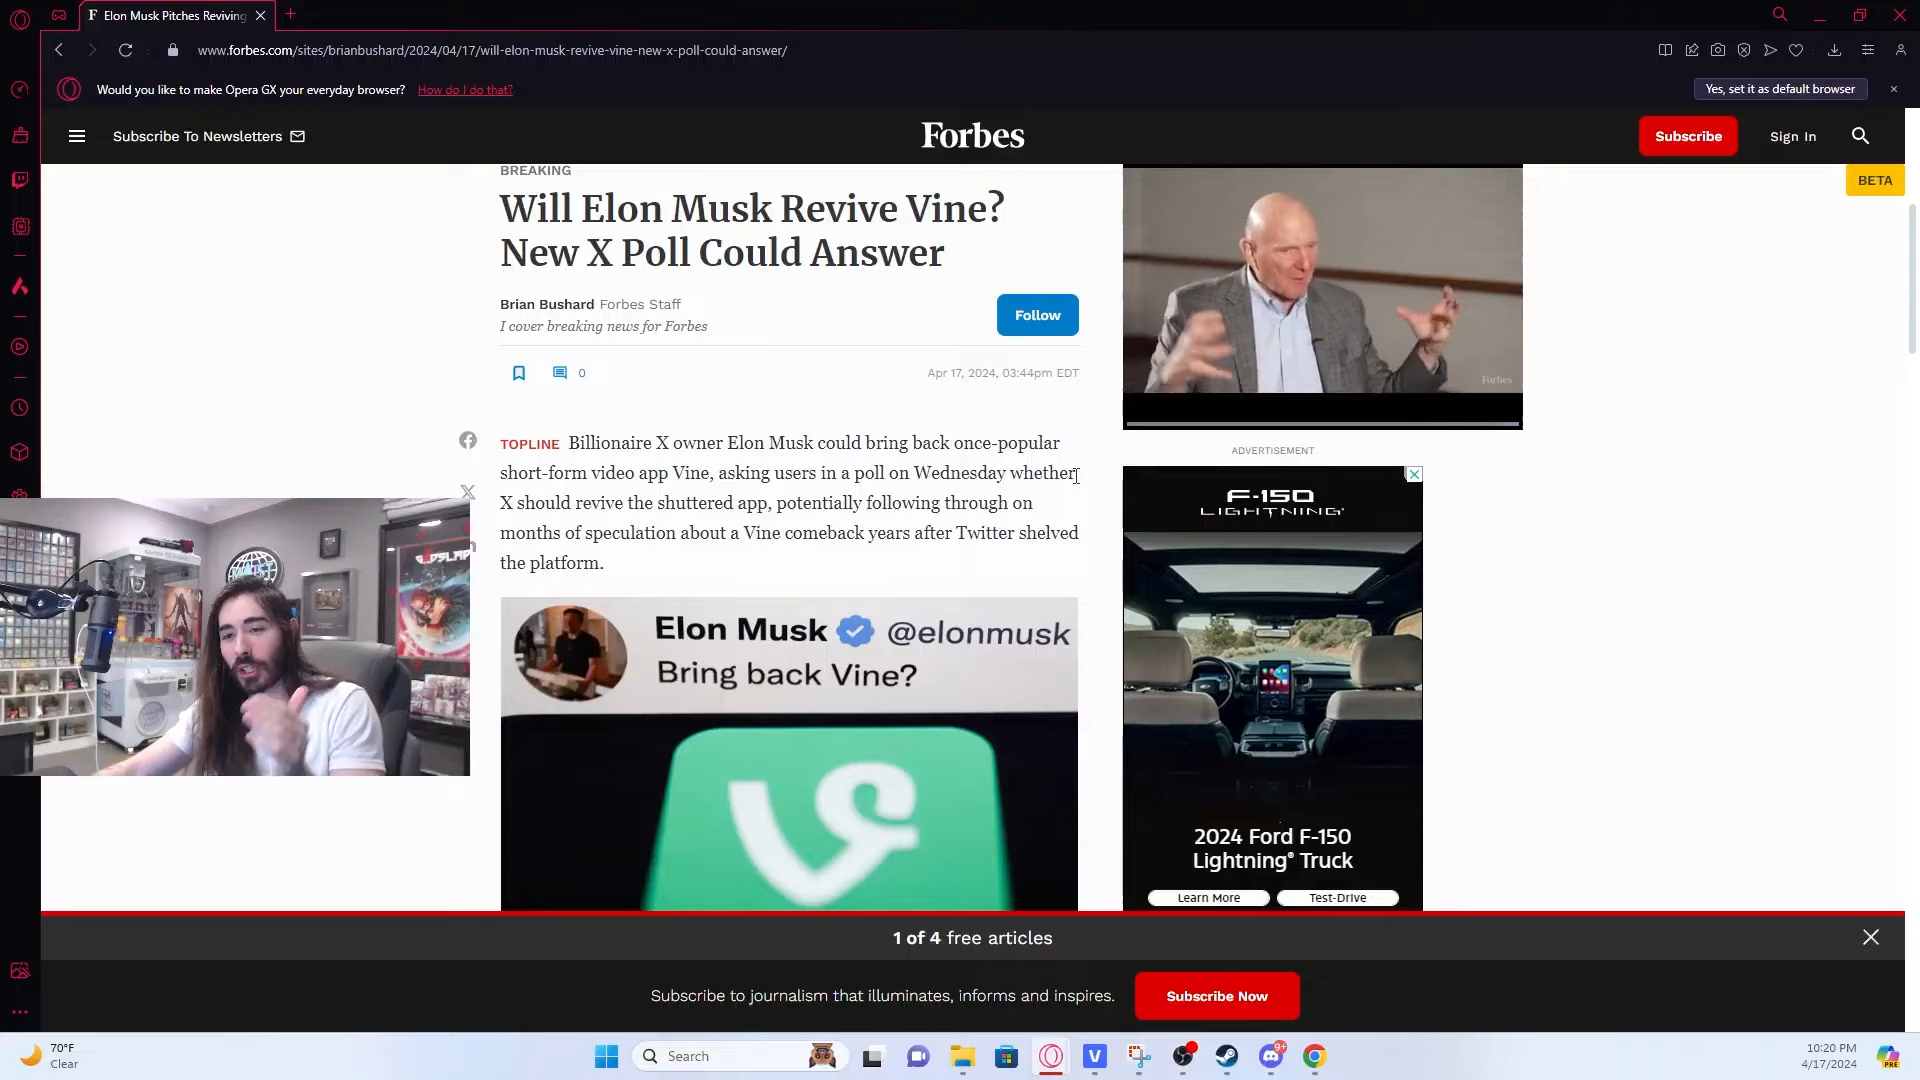 Elon Musk Pitches Reviving
www.forbes.com/sites/brianbushard/2024/04/17/will-elon-musk-revive-vine-new-x-poll-could-answer/
Would you like to make Opera GX your everyday browser? How do I do that?
Yes, set it as default browser
Subscribe To Newsletters
Forbes
Subscribe
Sign In
BETA
BREAKING
Will Elon Musk Revive Vine?
New X Poll Could Answer
Brian Bushard Forbes Staff
I cover breaking news for Forbes
Follow
0
Apr 17, 2024, 03:44pm EDT
TOPLINE Billionaire X owner Elon Musk could bring back once-popular
short-form video app Vine, asking users in a poll on Wednesday whether
X should revive the shuttered app, potentially following through on
months of speculation about a Vine comeback years after Twitter shelved
the platform.
Elon Musk @elonmusk
Bring back Vine?
Forbes
ADVERTISEMENT
F-150
LIGHTNING
2024 Ford F-150
Lightning® Truck
Learn More
Test-Drive
1 of 4 free articles
Subscribe to journalism that illuminates, informs and inspires.
Subscribe Now
70°F
Clear
Search
V
9+
10:20 PM
4/17/2024
PRE